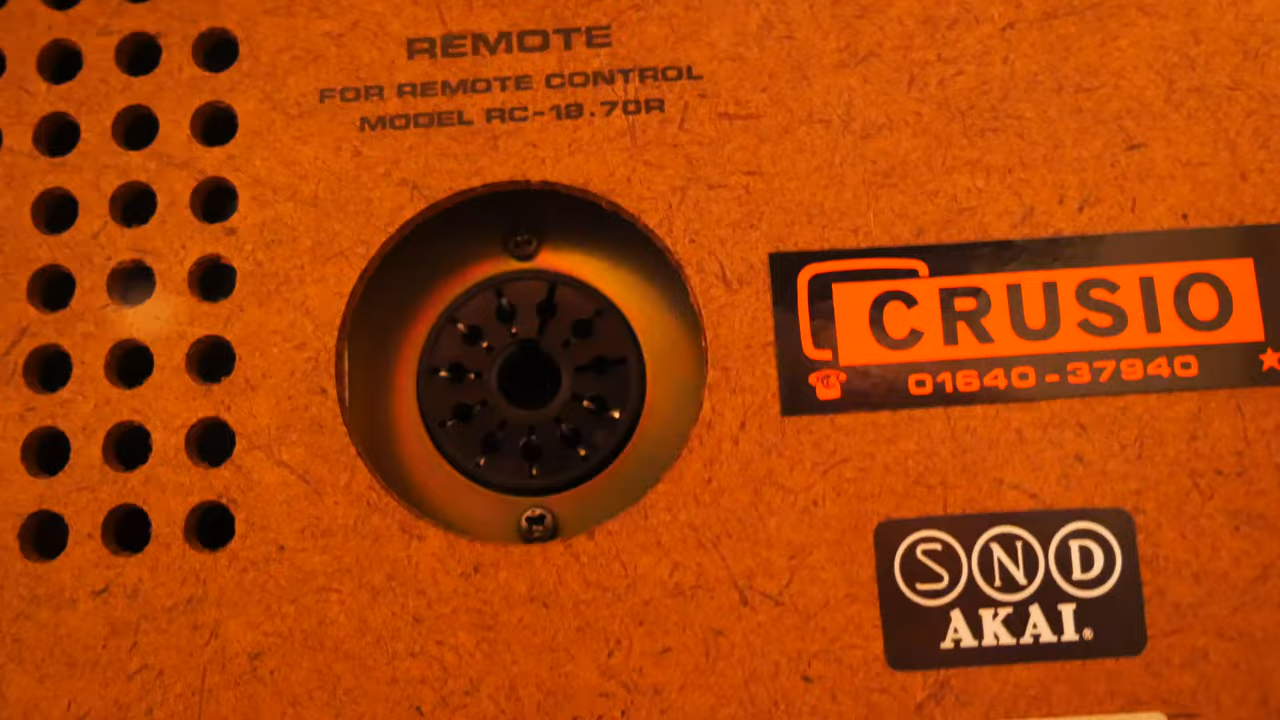 REMOTE
FOR REMOTE CONTROL
MODEL RC-18.70R
CRUSIO
01640-37940
SND
AKAI®